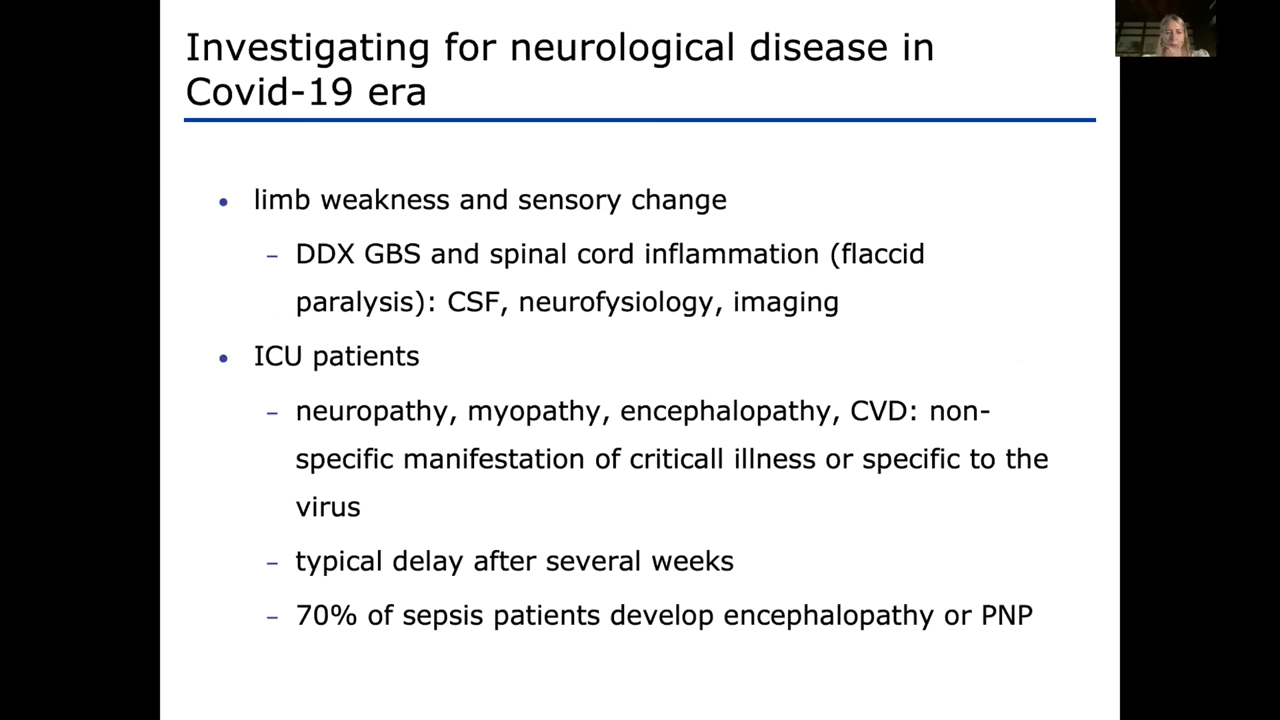 Investigating for neurological disease in
Covid-19 era
• limb weakness and sensory change
– DDX GBS and spinal cord inflammation (flaccid
paralysis): CSF, neurofysiology, imaging
• ICU patients
– neuropathy, myopathy, encephalopathy, CVD: non-
specific manifestation of criticall illness or specific to the
virus
– typical delay after several weeks
– 70% of sepsis patients develop encephalopathy or PNP